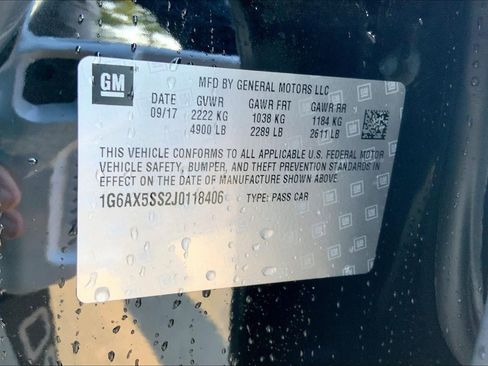 GM
MFD BY GENERAL MOTORS LLC
DATE GVWR GAWR FRT GAWR RR
09/17 2222 KG 1038 KG 1184 KG
4900 LB 2289 LB 2611 LB
THIS VEHICLE CONFORMS TO ALL APPLICABLE U.S. FEDERAL MOTOR
VEHICLE SAFETY, BUMPER, AND THEFT PREVENTION STANDARDS IN
EFFECT ON THE DATE OF MANUFACTURE SHOWN ABOVE.
1G6AX5SS2J0118406 TYPE: PASS CAR